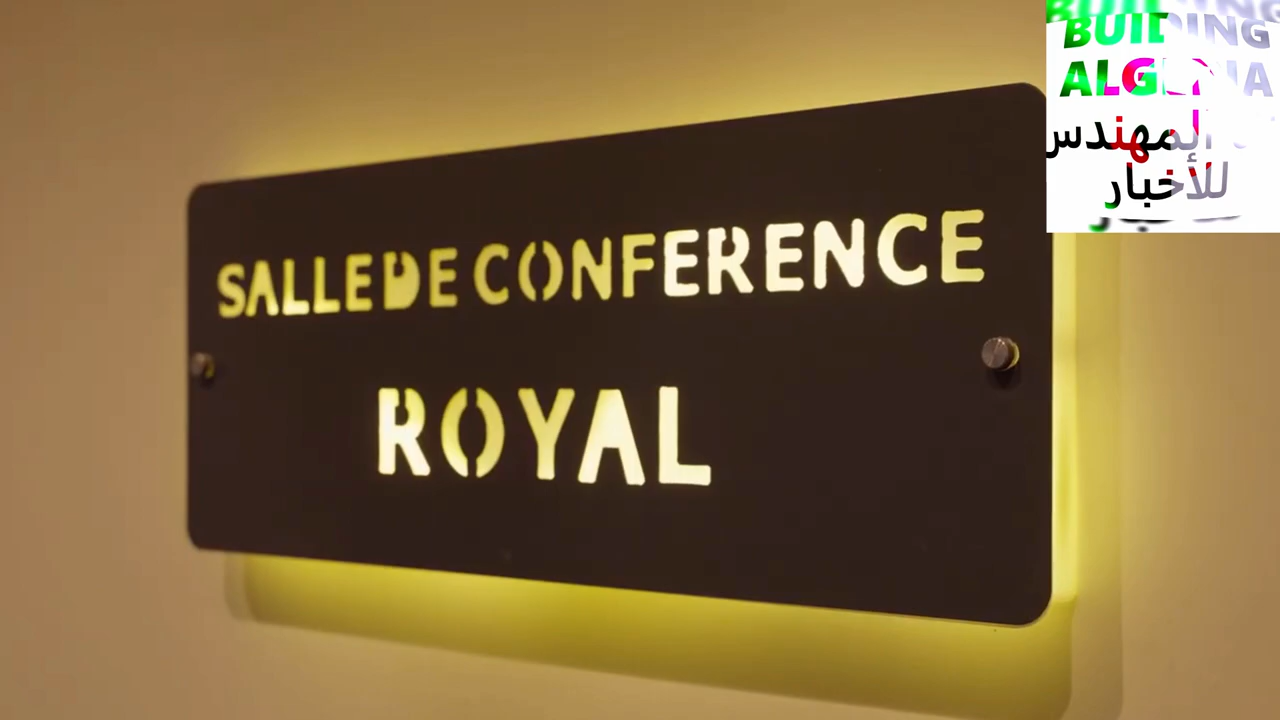 SALLE DE CONFERENCE
ROYAL
BUILDING
ALGERIA
المهندس
للأخبار